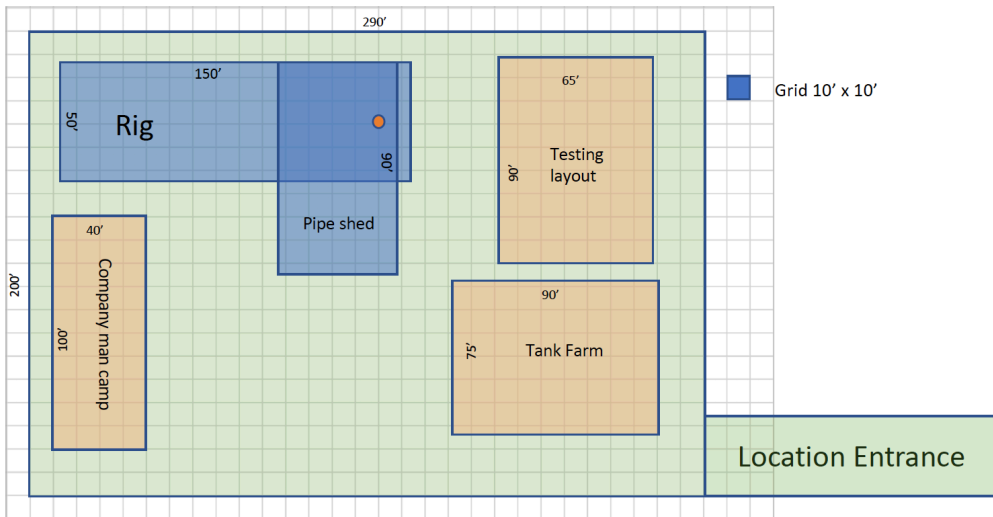 290’
150’
50’
Rig
90’
Pipe shed
65’
90’
Testing
layout
Grid 10’ x 10’
40’
100’
Company man camp
200’
90’
75’
Tank Farm
Location Entrance